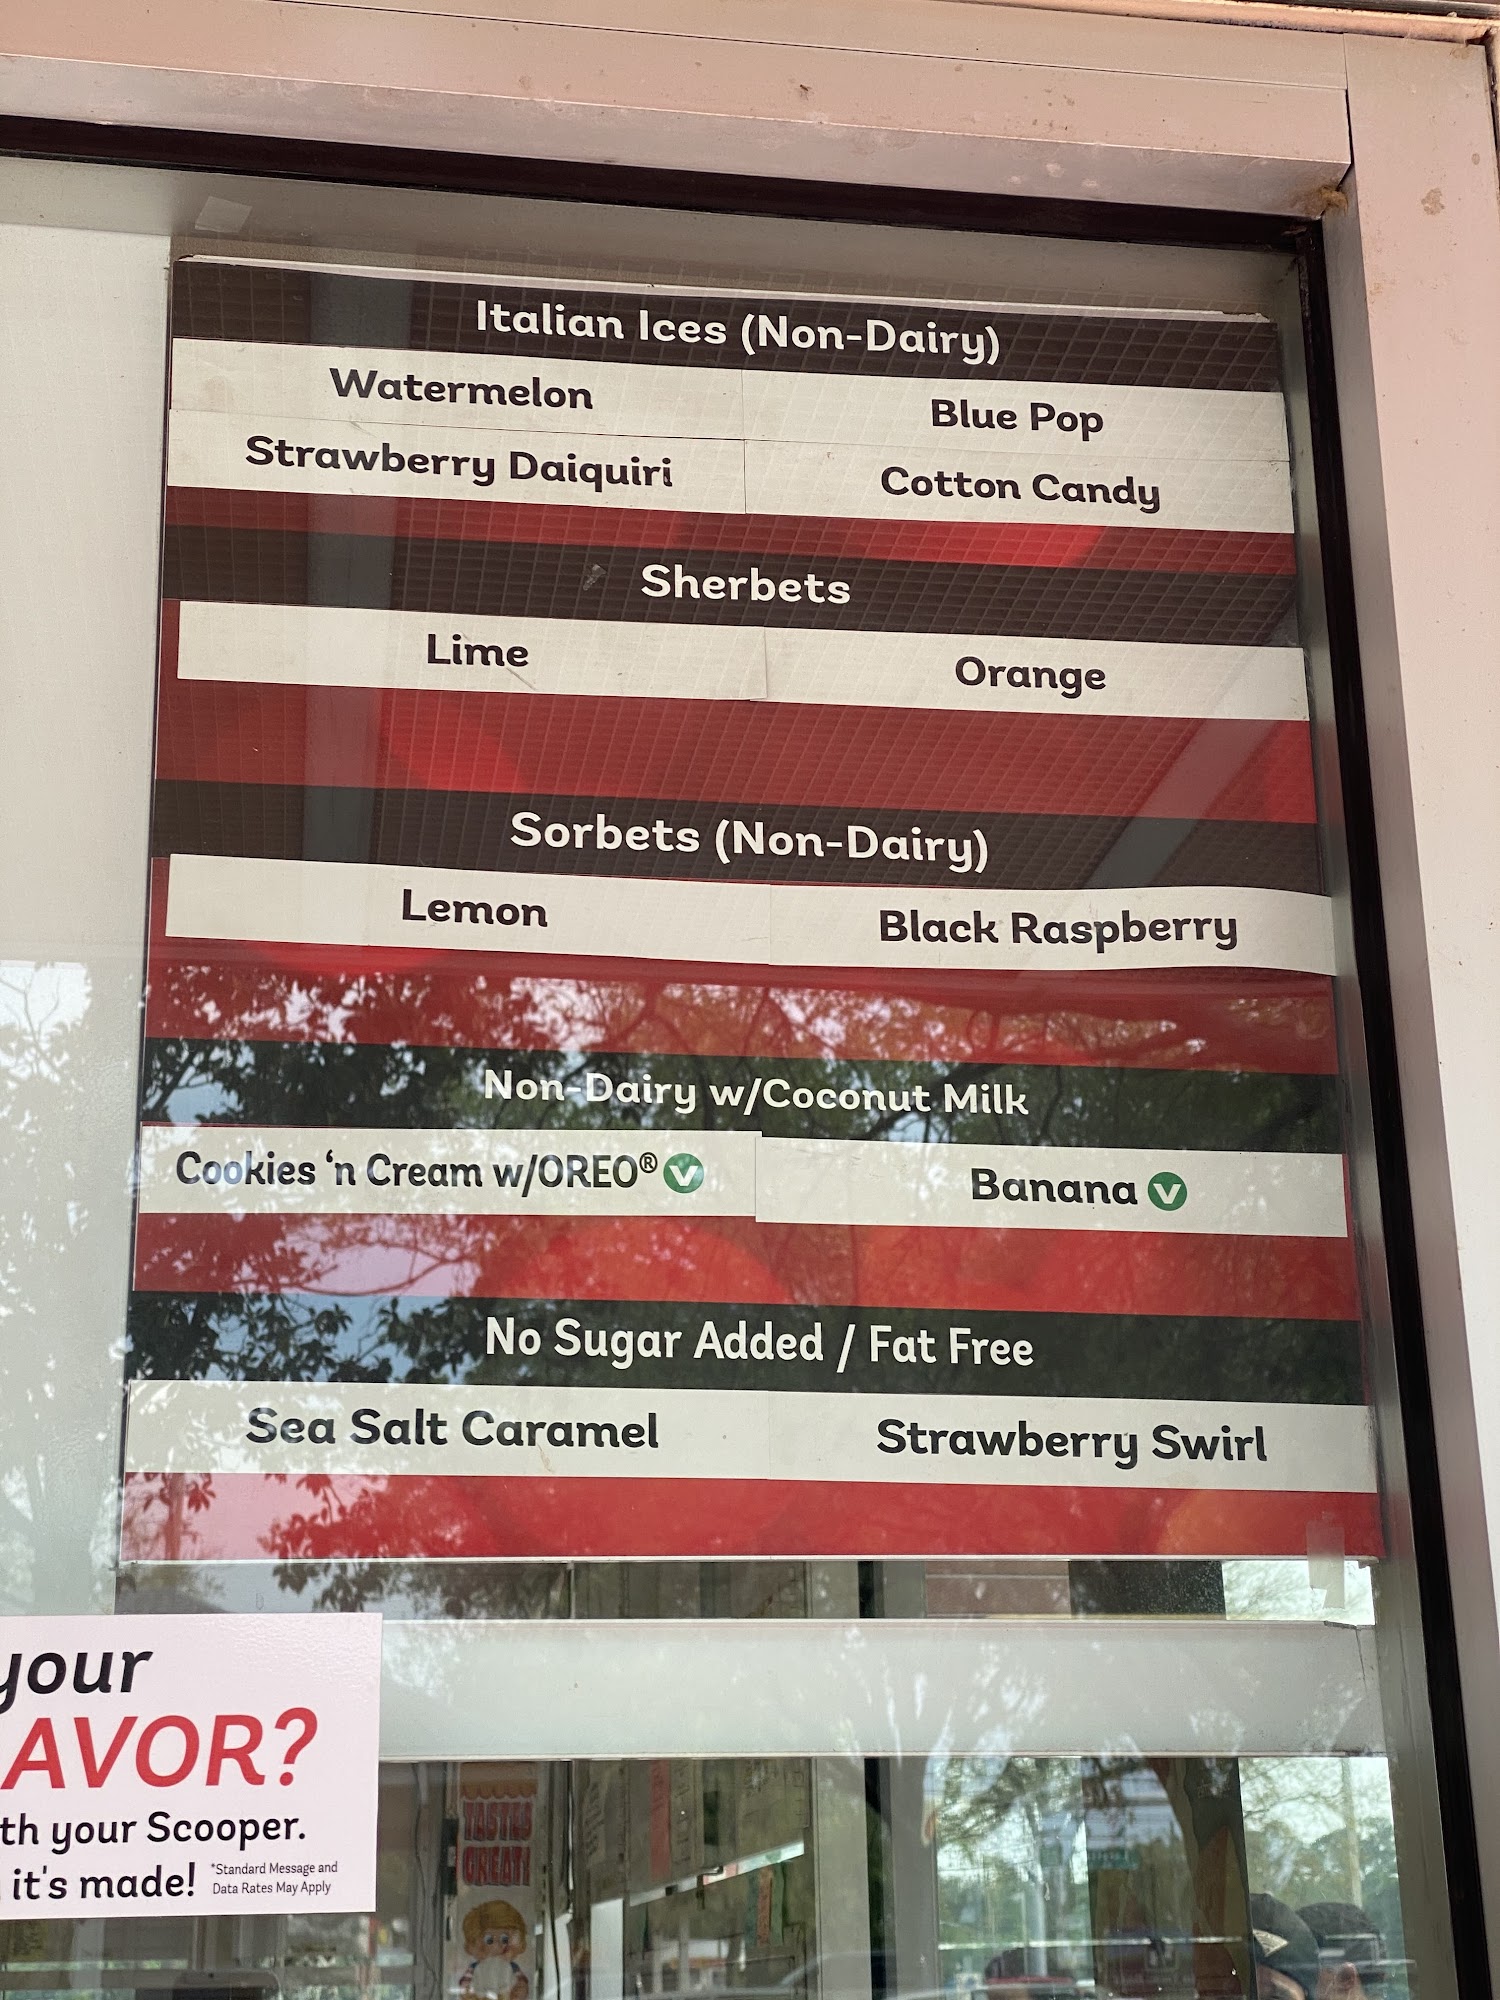 Italian Ices (Non-Dairy)
Watermelon
Blue Pop
Strawberry Daiquiri
Cotton Candy
Sherbets
Lime
Orange
Sorbets (Non-Dairy)
Lemon
Black Raspberry
Non-Dairy w/Coconut Milk
Cookies ‘n Cream w/OREO® V
Banana V
No Sugar Added / Fat Free
Sea Salt Caramel
Strawberry Swirl
your
AVOR?
th your Scooper.
it's made!
*Standard Message and
Data Rates May Apply
TASTES
GREAT!